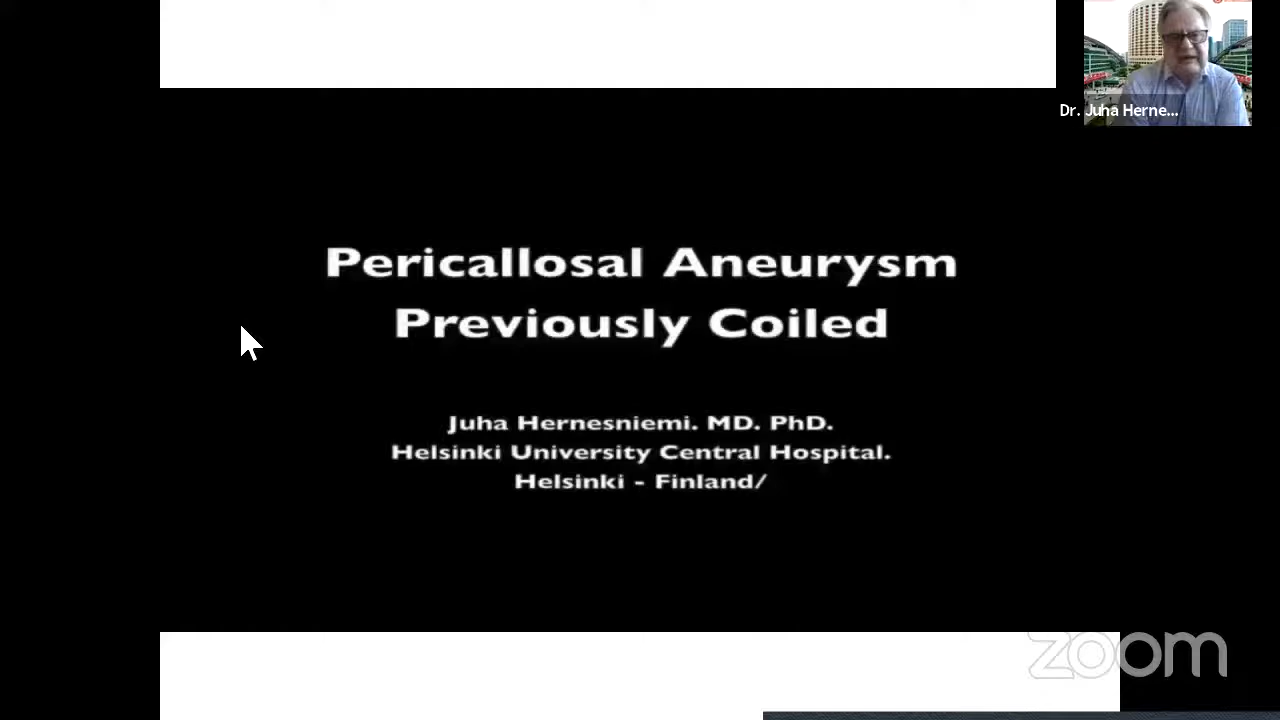 Dr. Juha Herne...
Pericallosal Aneurysm
Previously Coiled
Juha Hernesniemi. MD. PhD.
Helsinki University Central Hospital.
Helsinki - Finland/
zoom